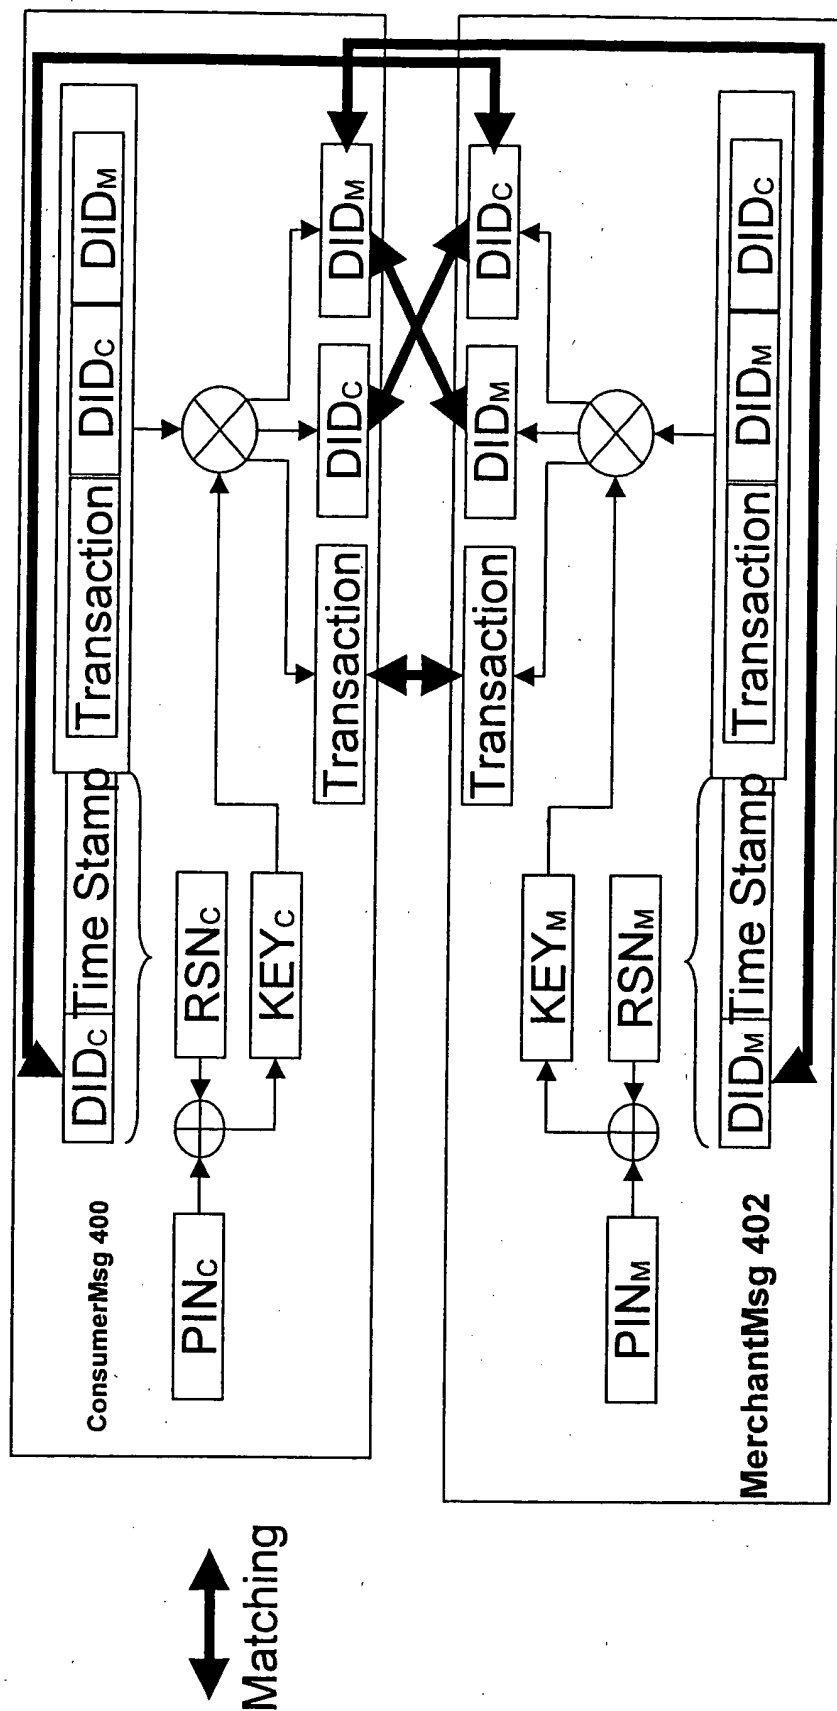 ConsumerMsg 400
DIDC Time Stamp Transaction DIDC DIDM
PINC
RSNC
KEYC
Transaction DIDC DIDM
Matching
Transaction DIDM DIDC
KEYM
PINM
RSNM
DIDM Time Stamp Transaction DIDM DIDC
MerchantMsg 402